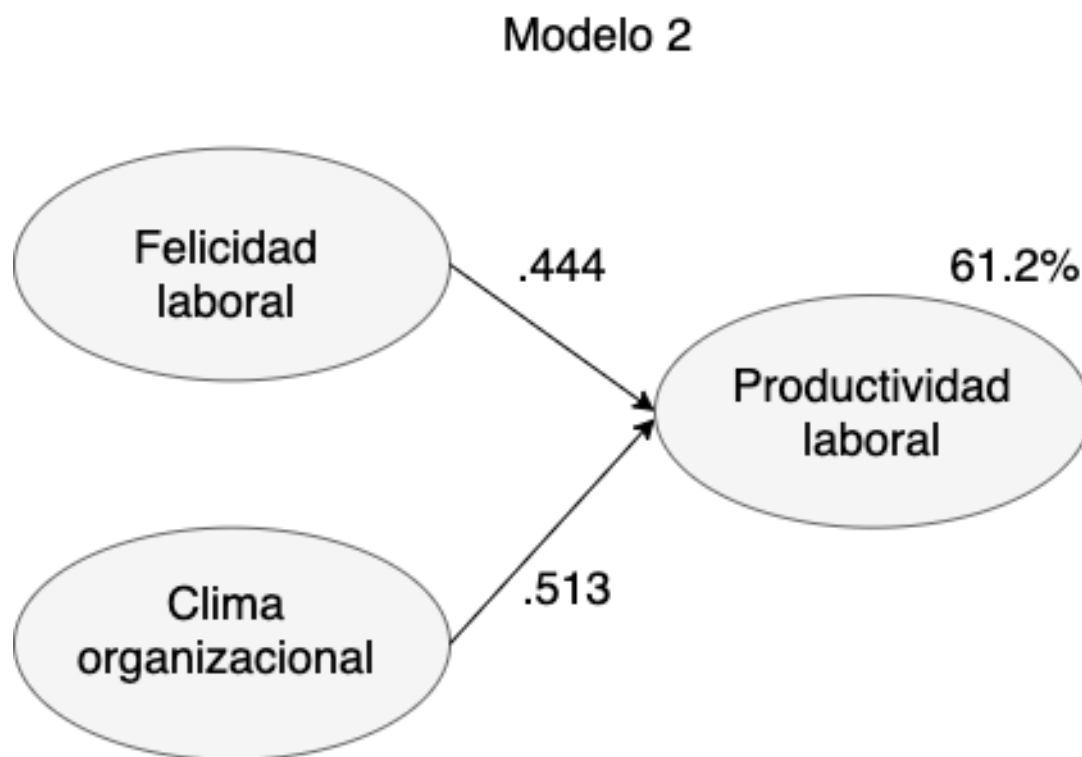 Modelo 2
Felicidad
laboral
.444
61.2%
Productividad
laboral
Clima
organizacional
.513